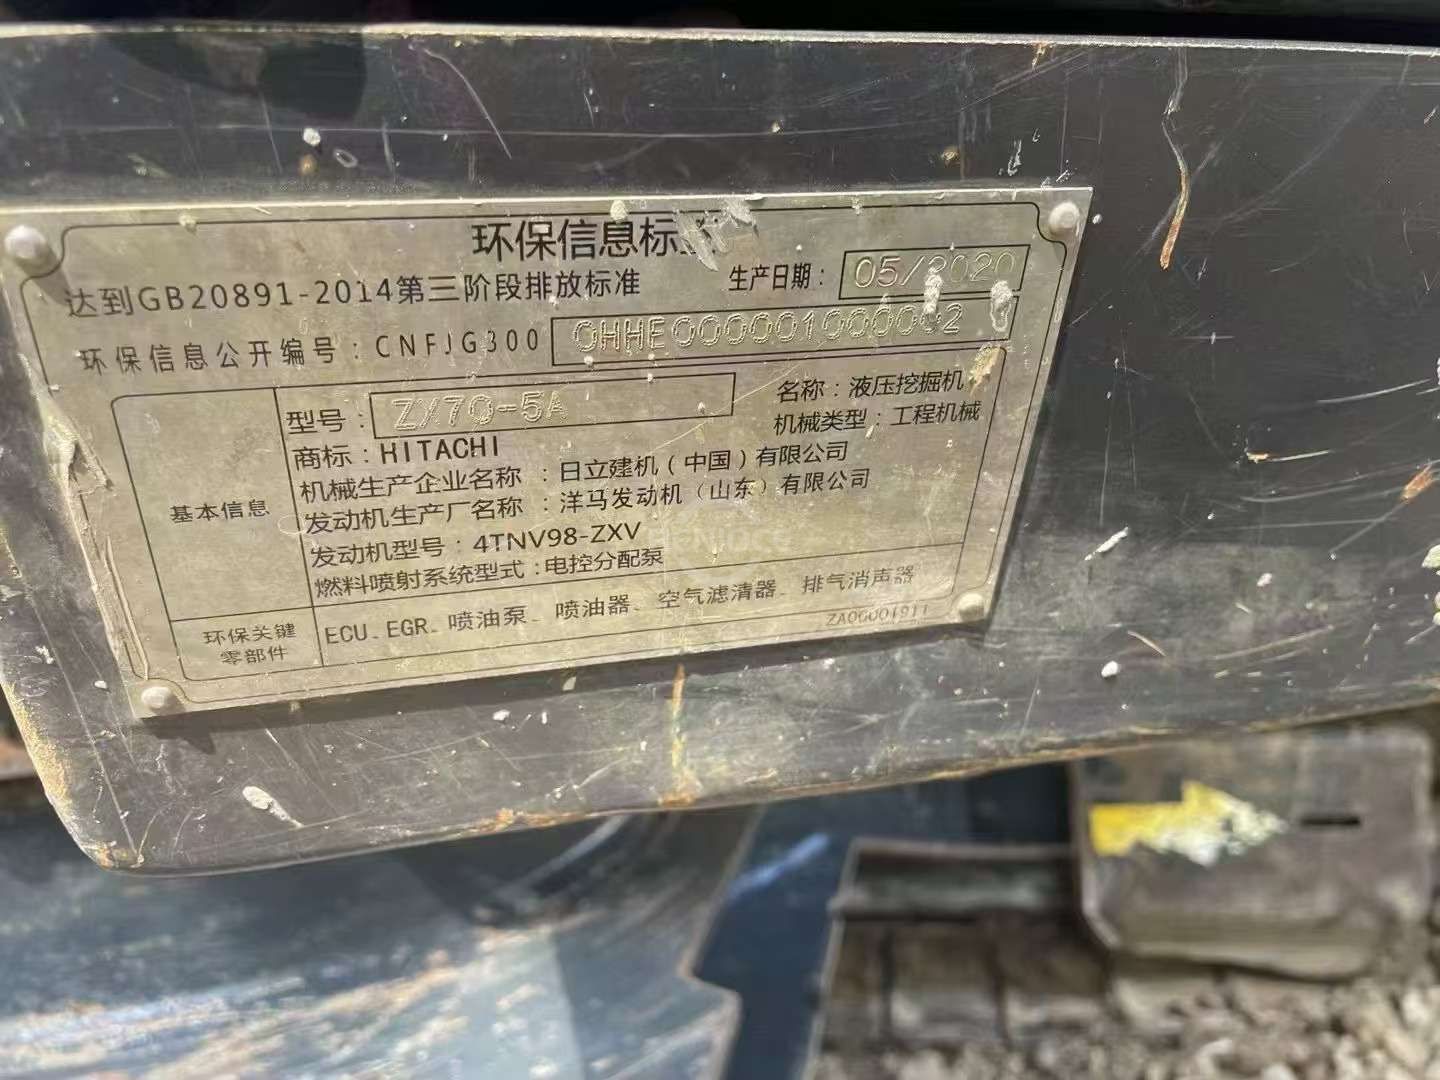 环保信息标
达到GB20891-2014第三阶段排放标准
生产日期：05/2020
环保信息公开编号：CNFJG300 0HHE0000010000
基本信息
型号：ZX70-5A
名称：液压挖掘机
商标：HITACHI
机械类型：工程机械
机械生产企业名称：日立建机（中国）有限公司
发动机生产厂名称：洋马发动机（山东）有限公司
发动机型号：4TNV98-ZXV
燃料喷射系统型式：电控分配泵
环保关键
零部件
ECU、EGR、喷油泵、喷油器、空气滤清器、排气消声器
ZA06001911